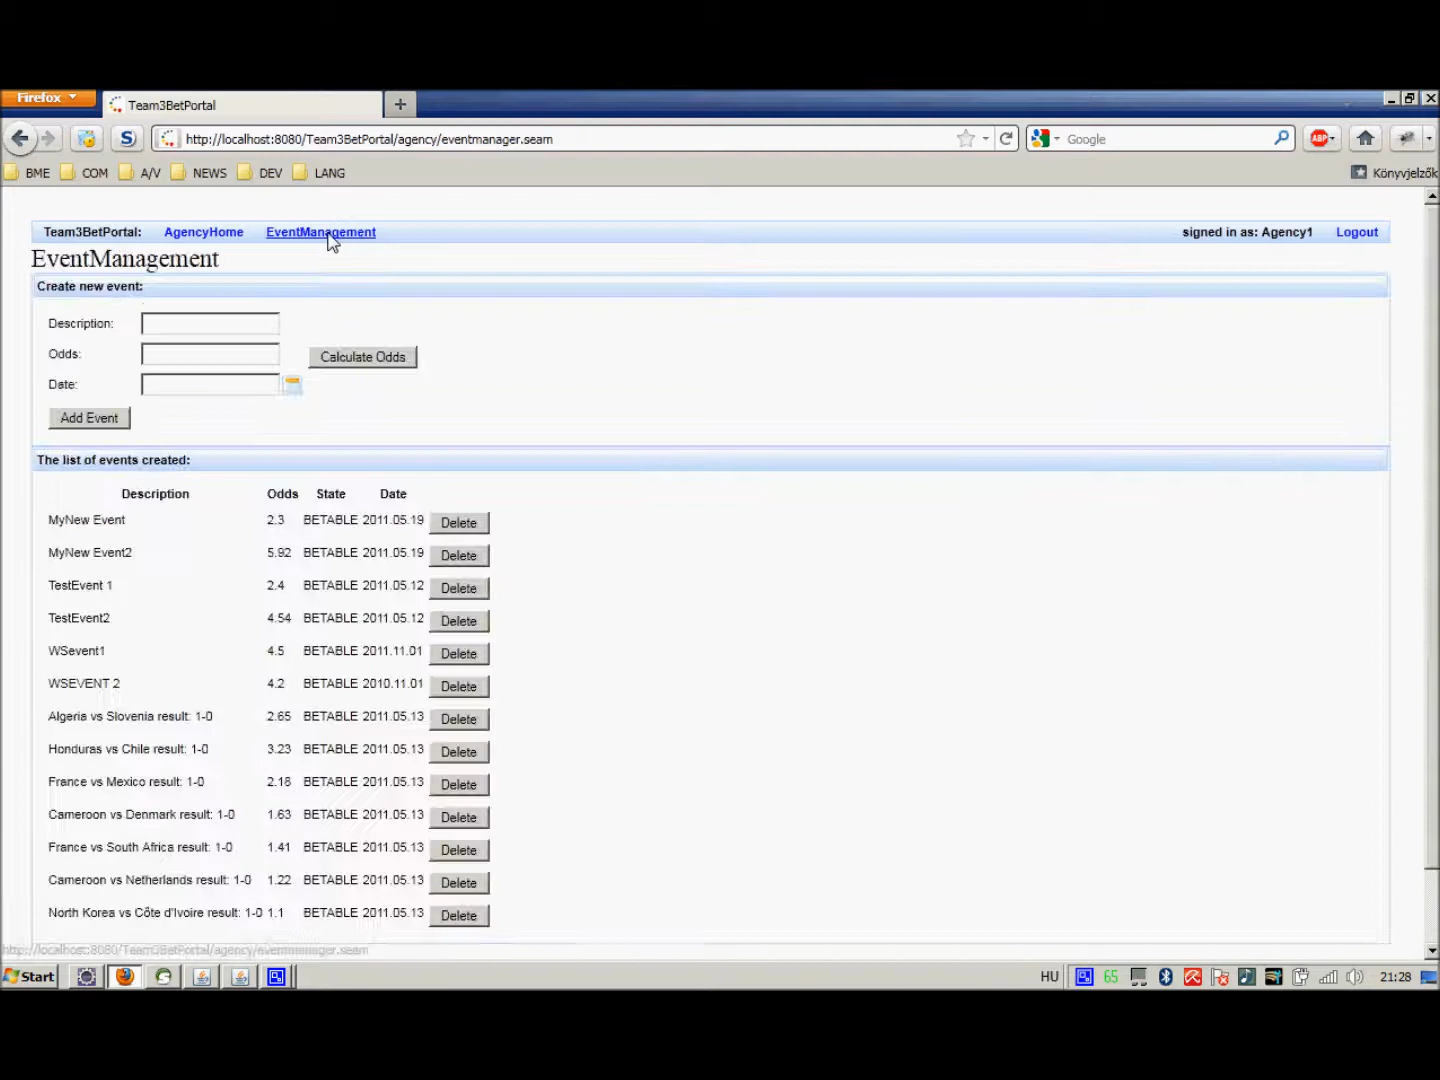 Firefox
Team3BetPortal
http://localhost:8080/Team3BetPortal/agency/eventmanager.seam
Google
ABP
BME COM A/V NEWS DEV LANG
Könyvjelzők
Team3BetPortal: AgencyHome EventManagement signed in as: Agency1 Logout
EventManagement
Create new event:
Description:
Odds: Calculate Odds
Date:
Add Event
The list of events created:
Description Odds State Date
MyNew Event 2.3 BETABLE 2011.05.19 Delete
MyNew Event2 5.92 BETABLE 2011.05.19 Delete
TestEvent 1 2.4 BETABLE 2011.05.12 Delete
TestEvent2 4.54 BETABLE 2011.05.12 Delete
WSevent1 4.5 BETABLE 2011.11.01 Delete
WSEVENT 2 4.2 BETABLE 2010.11.01 Delete
Algeria vs Slovenia result: 1-0 2.65 BETABLE 2011.05.13 Delete
Honduras vs Chile result: 1-0 3.23 BETABLE 2011.05.13 Delete
France vs Mexico result: 1-0 2.18 BETABLE 2011.05.13 Delete
Cameroon vs Denmark result: 1-0 1.63 BETABLE 2011.05.13 Delete
France vs South Africa result: 1-0 1.41 BETABLE 2011.05.13 Delete
Cameroon vs Netherlands result: 1-0 1.22 BETABLE 2011.05.13 Delete
North Korea vs Côte d'Ivoire result: 1-0 1.1 BETABLE 2011.05.13 Delete
http://localhost:8080/Team3BetPortal/agency/eventmanager.seam
Start HU 65 21:28